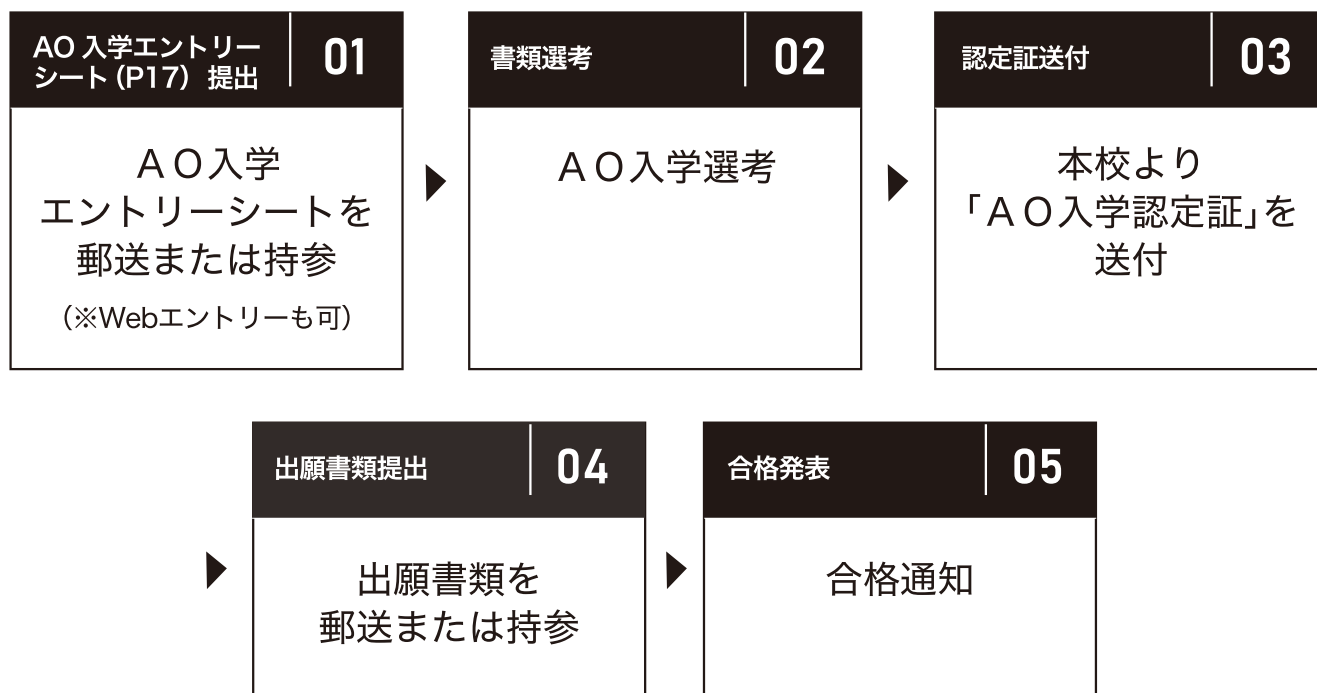 AO 入学エントリー
シート（P17） 提出
01
ＡＯ入学
エントリーシートを
郵送または持参
（※Webエントリーも可）
書類選考
02
ＡＯ入学選考
認定証送付
03
本校より
「ＡＯ入学認定証」を
送付
出願書類提出
04
出願書類を
郵送または持参
合格発表
05
合格通知